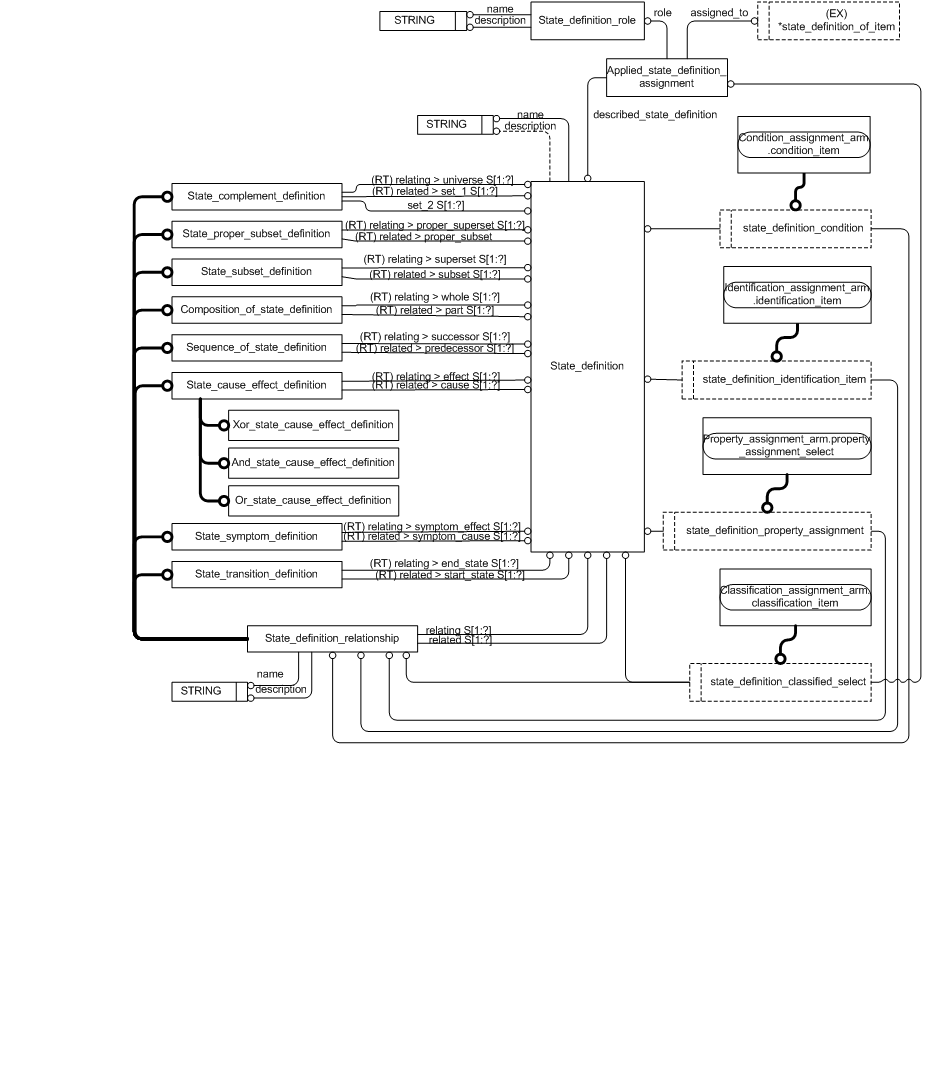 name
STRING
description
State_definition_role
role
assigned_to
(EX)
*state_definition_of_item
Applied_state_definition_
assignment
described_state_definition
name
STRING
description
Condition_assignment_arm
.condition_item
(RT) relating > universe S[1:?]
State_complement_definition
(RT) related > set_1 S[1:?]
set_2 S[1:?]
(RT) relating > proper_superset S[1:?]
State_proper_subset_definition
(RT) related > proper_subset
state_definition_condition
(RT) relating > superset S[1:?]
State_subset_definition
(RT) related > subset S[1:?]
Identification_assignment_arm
.identification_item
(RT) relating > whole S[1:?]
Composition_of_state_definition
(RT) related > part S[1:?]
(RT) relating > successor S[1:?]
Sequence_of_state_definition
(RT) related > predecessor S[1:?]
State_definition
(RT) relating > effect S[1:?]
State_cause_effect_definition
(RT) related > cause S[1:?]
state_definition_identification_item
Xor_state_cause_effect_definition
And_state_cause_effect_definition
Or_state_cause_effect_definition
Property_assignment_arm.property
_assignment_select
(RT) relating > symptom_effect S[1:?]
State_symptom_definition
(RT) related > symptom_cause S[1:?]
state_definition_property_assignment
(RT) relating > end_state S[1:?]
State_transition_definition
(RT) related > start_state S[1:?]
Classification_assignment_arm.
classification_item
relating S[1:?]
State_definition_relationship
related S[1:?]
name
STRING
description
state_definition_classified_select